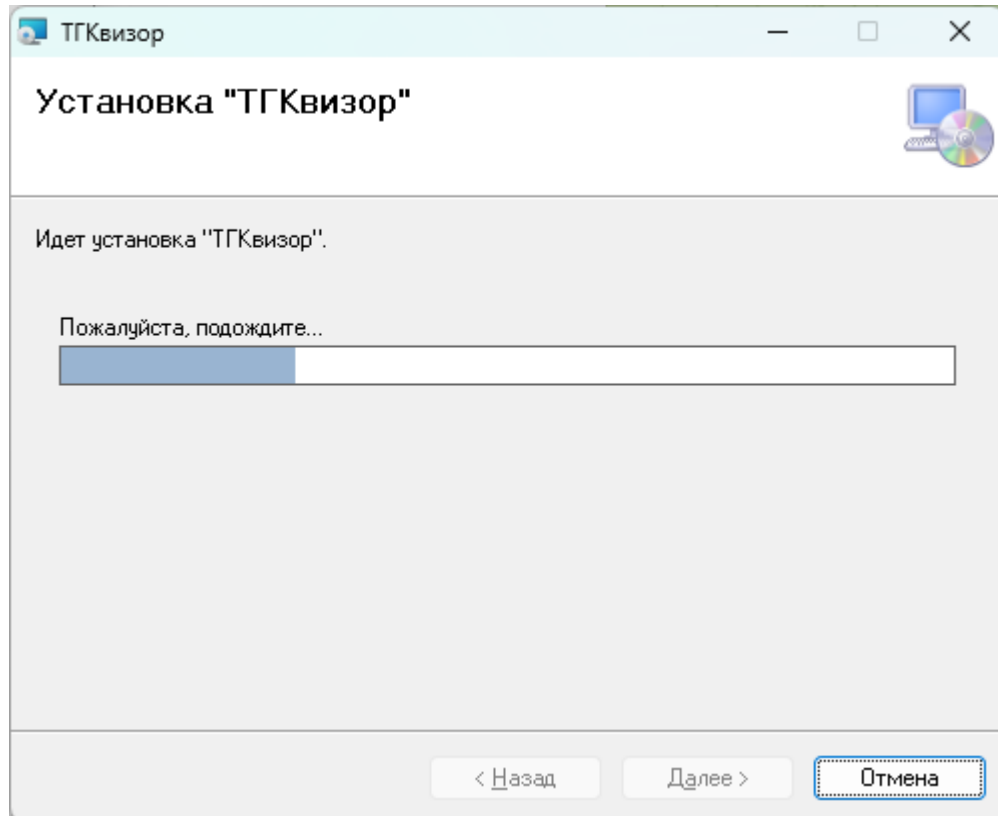 ТГКвизор
Установка "ТГКвизор"
Идет установка "ТГКвизор".
Пожалуйста, подождите...
< Назад
Далее >
Отмена